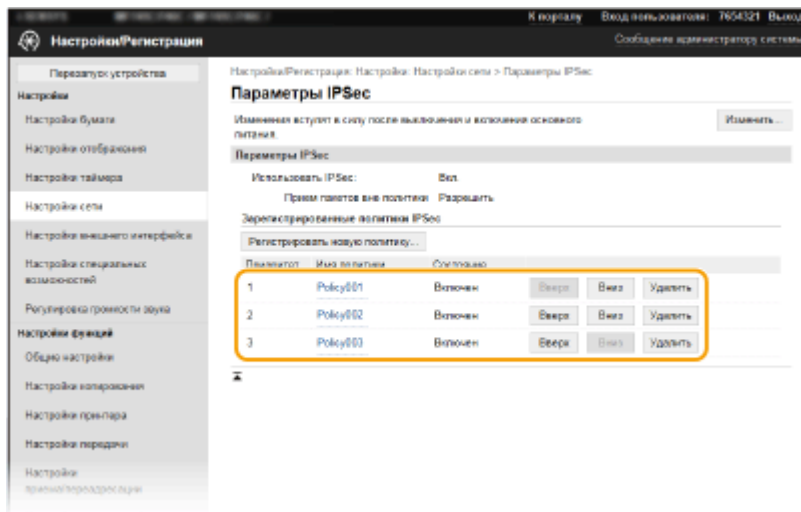 К порталу Вход пользователя: 7654321 Выход
Настройки/Регистрация
Сообщение администратору системы
Перезапуск устройства
Настройки
Настройки бумаги
Настройки отображения
Настройки таймера
Настройки сети
Настройки внешнего интерфейса
Настройки специальных
возможностей
Регулировка громкости звука
Настройки функций
Общие настройки
Настройки копирования
Настройки принтера
Настройки передачи
Настройки
приема/переадресации
Настройки/Регистрация: Настройки: Настройки сети > Параметры IPSec
Параметры IPSec
Изменения вступят в силу после выключения и включения основного
питания.
Изменить...
Параметры IPSec
Использовать IPSec: Вкл.
Прием пакетов вне политики Разрешить
Зарегистрированные политики IPSec
Регистрировать новую политику...
Приоритет Имя политики Состояние
1 Policy001 Включен Вверх Вниз Удалить
2 Policy002 Включен Вверх Вниз Удалить
3 Policy003 Включен Вверх Вниз Удалить